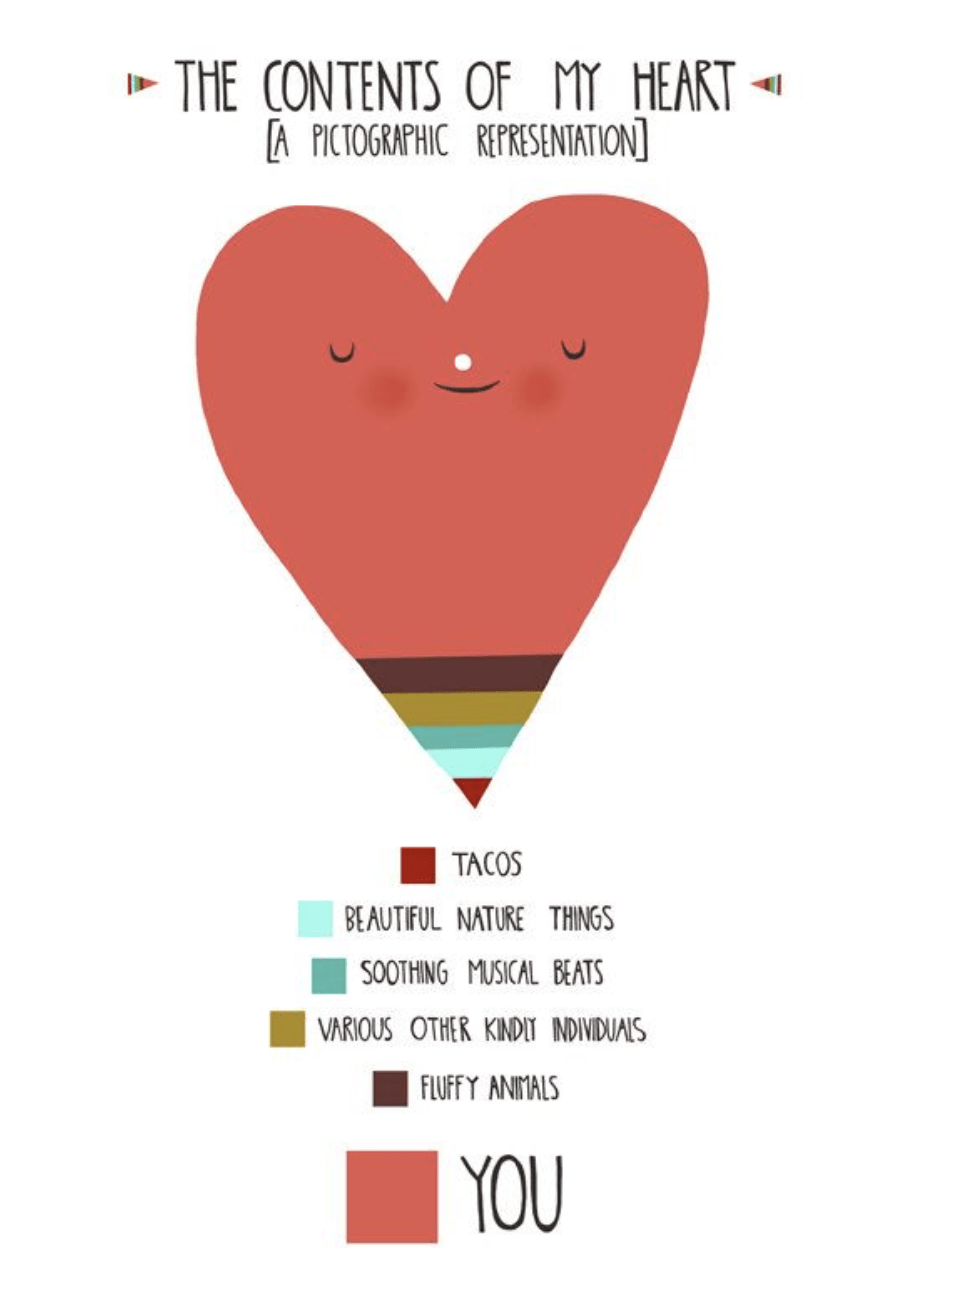 THE CONTENTS OF MY HEART
[A PICTOGRAPHIC REPRESENTATION]
TACOS
BEAUTIFUL NATURE THINGS
SOOTHING MUSICAL BEATS
VARIOUS OTHER KINDLY INDIVIDUALS
FLUFFY ANIMALS
YOU